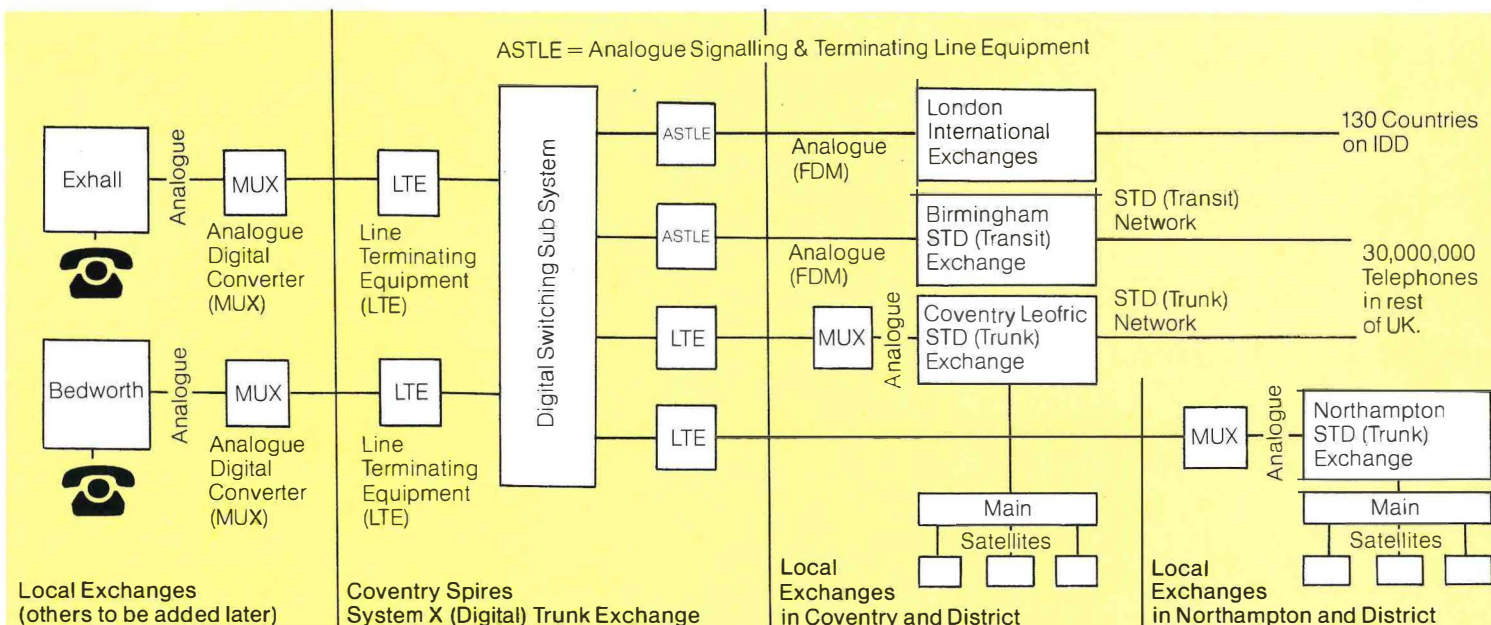 ASTLE = Analogue Signalling & Terminating Line Equipment
Exhall
Analogue
MUX
Analogue
Digital
Converter
(MUX)
Bedworth
Analogue
MUX
Analogue
Digital
Converter
(MUX)
Local Exchanges
(others to be added later)
LTE
Line
Terminating
Equipment
(LTE)
LTE
Line
Terminating
Equipment
(LTE)
Digital Switching Sub System
ASTLE
ASTLE
LTE
LTE
Coventry Spires
System X (Digital) Trunk Exchange
Analogue
(FDM)
London
International
Exchanges
130 Countries
on IDD
Analogue
(FDM)
Birmingham
STD (Transit)
Exchange
STD (Transit)
Network
MUX
Analogue
Coventry Leofric
STD (Trunk)
Exchange
STD (Trunk)
Network
30,000,000
Telephones
in rest
of UK.
Main
Satellites
Local
Exchanges
in Coventry and District
MUX
Analogue
Northampton
STD (Trunk)
Exchange
Main
Satellites
Local
Exchanges
in Northampton and District